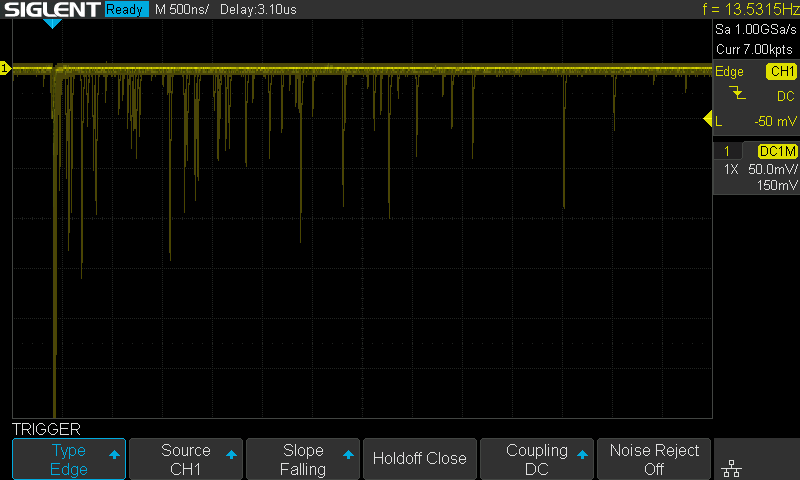 SIGLENT Ready M 500ns/ Delay:3.10us f = 13.5315Hz
Sa 1.00GSa/s
Curr 7.00kpts
Edge CH1
DC
L -50 mV
1 DC1M
1X 50.0mV/
150mV
1
TRIGGER
Type Edge
Source CH1
Slope Falling
Holdoff Close
Coupling DC
Noise Reject Off